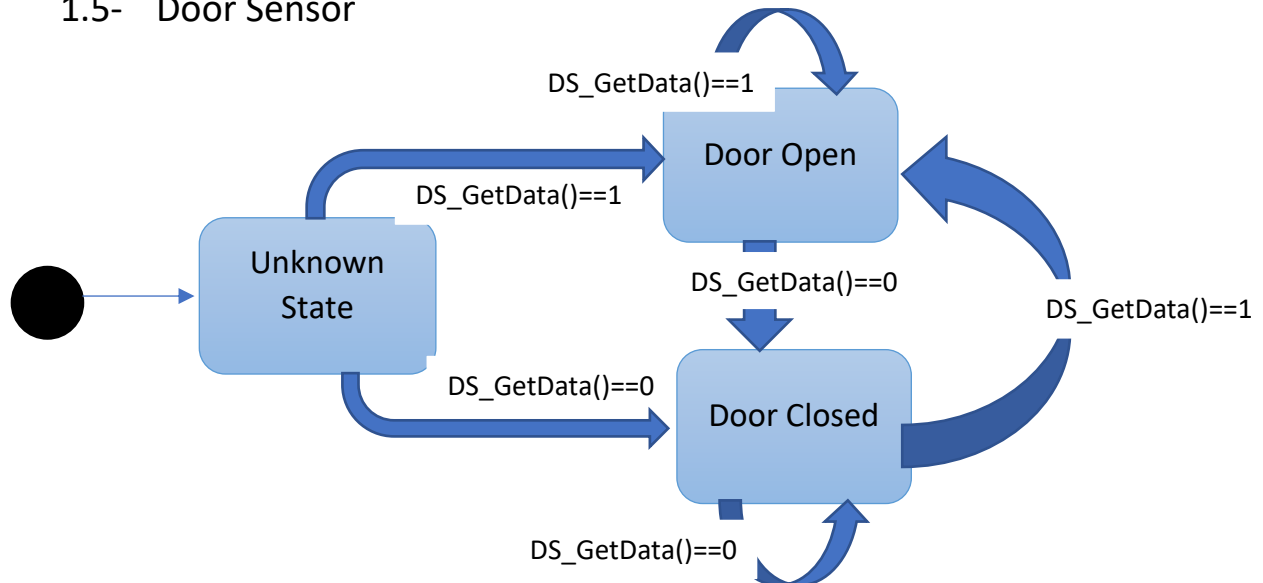 1.5- Door Sensor
DS_GetData()==1
Door Open
DS_GetData()==1
Unknown
State
DS_GetData()==0
DS_GetData()==1
DS_GetData()==0
Door Closed
DS_GetData()==0